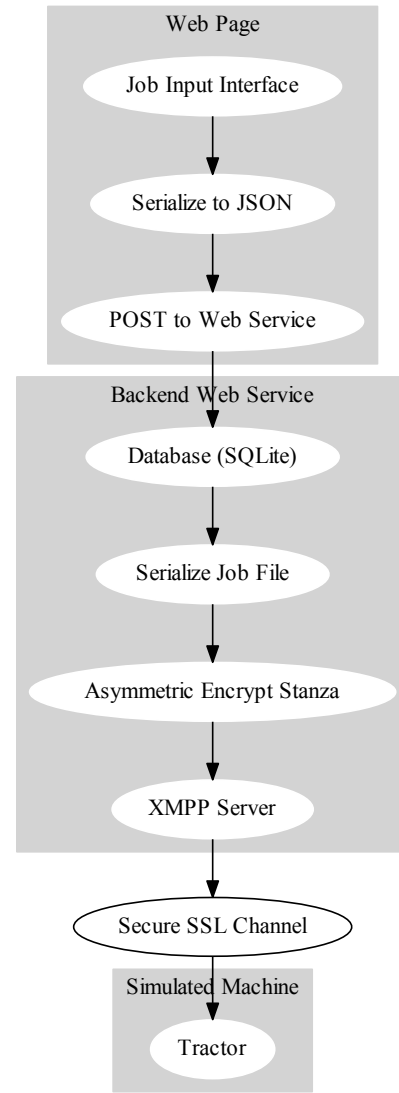 Web Page
Job Input Interface
Serialize to JSON
POST to Web Service
Backend Web Service
Database (SQLite)
Serialize Job File
Asymmetric Encrypt Stanza
XMPP Server
Secure SSL Channel
Simulated Machine
Tractor